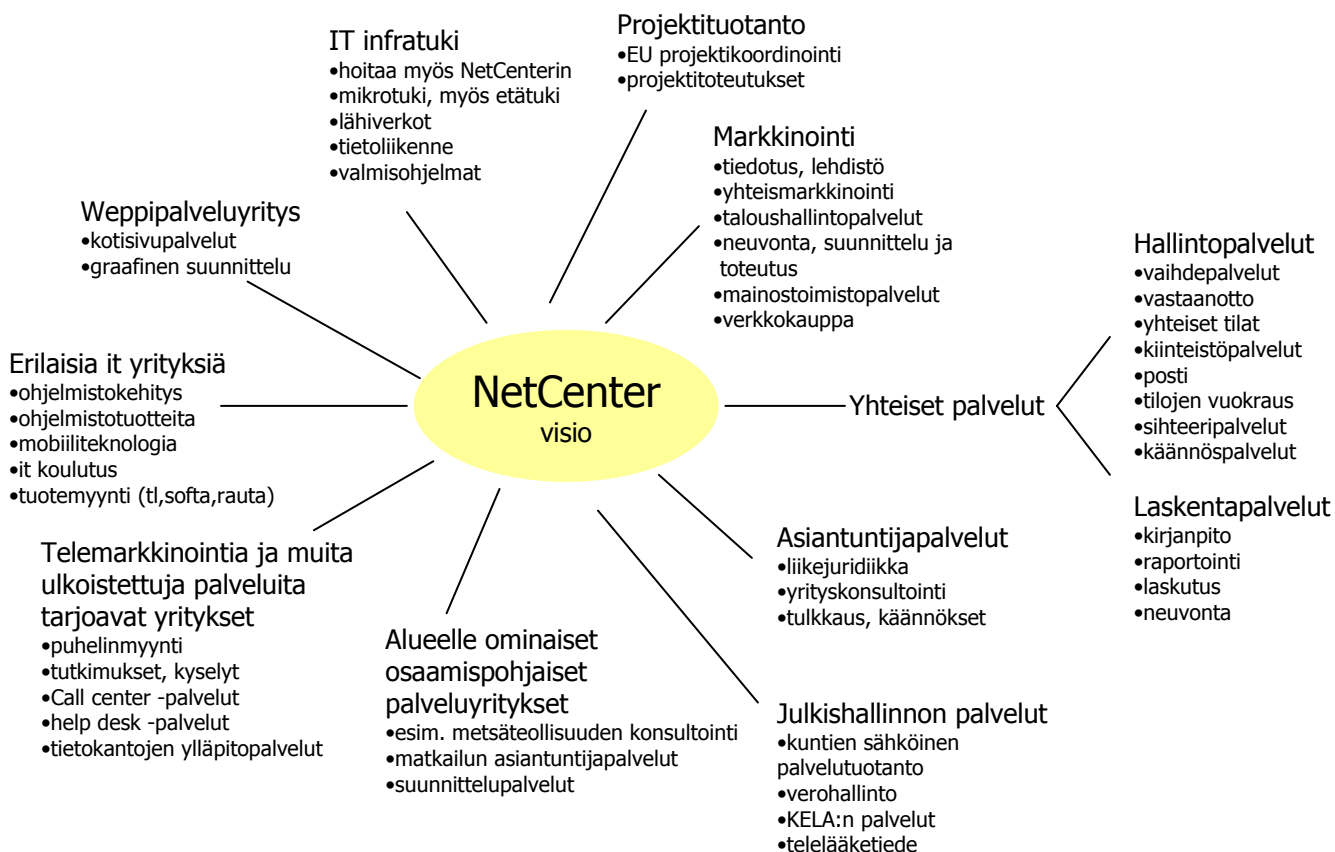 Projektituotanto
•EU projektikoordinointi
•projektitoteutukset
IT infratuki
•hoitaa myös NetCenterin
•mikrotuki, myös etätuki
•lähiverkot
•tietoliikenne
•valmisohjelmat
Markkinointi
•tiedotus, lehdistö
•yhteismarkkinointi
•taloushallintopalvelut
•neuvonta, suunnittelu ja
toteutus
•mainostoimistopalvelut
•verkkokauppa
Weppipalveluyritys
•kotisivupalvelut
•graafinen suunnittelu
Hallintopalvelut
•vaihdepalvelut
•vastaanotto
•yhteiset tilat
•kiinteistöpalvelut
•posti
•tilojen vuokraus
•sihteeripalvelut
•käännöspalvelut
Erilaisia it yrityksiä
•ohjelmistokehitys
•ohjelmistotuotteita
•mobiiliteknologia
•it koulutus
•tuotemyynti (tl,softa,rauta)
NetCenter
visio
Yhteiset palvelut
Laskentapalvelut
•kirjanpito
•raportointi
•laskutus
•neuvonta
Asiantuntijapalvelut
•liikejuridiikka
•yrityskonsultointi
•tulkkaus, käännökset
Telemarkkinointia ja muita
ulkoistettuja palveluita
tarjoavat yritykset
•puhelinmyynti
•tutkimukset, kyselyt
•Call center -palvelut
•help desk -palvelut
•tietokantojen ylläpitopalvelut
Alueelle ominaiset
osaamispohjaiset
palveluyritykset
•esim. metsäteollisuuden konsultointi
•matkailun asiantuntijapalvelut
•suunnittelupalvelut
Julkishallinnon palvelut
•kuntien sähköinen
palvelutuotanto
•verohallinto
•KELA:n palvelut
•telelääketiede